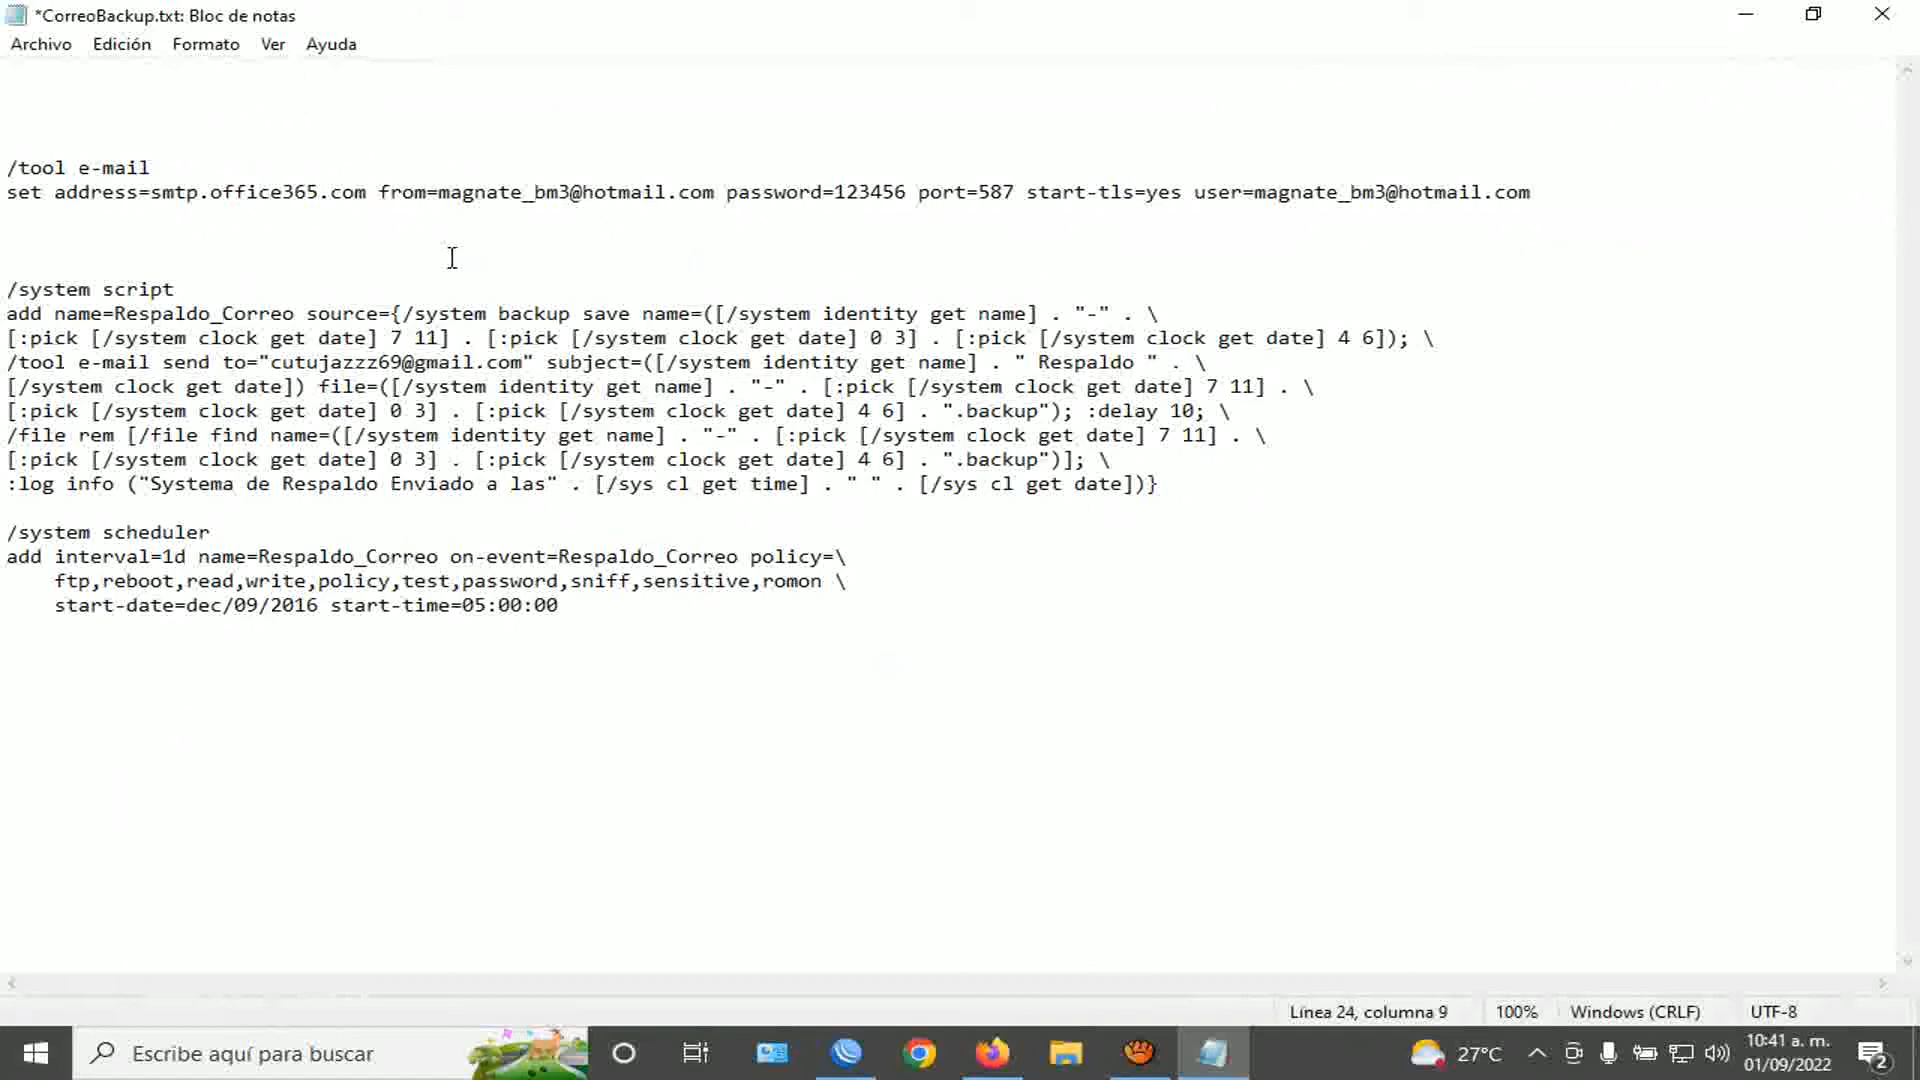 *CorreoBackup.txt: Bloc de notas
Archivo Edición Formato Ver Ayuda
/tool e-mail
set address=smtp.office365.com from=magnate_bm3@hotmail.com password=123456 port=587 start-tls=yes user=magnate_bm3@hotmail.com
/system script
add name=Respaldo_Correo source={/system backup save name=([/system identity get name] . "-" . \
[:pick [/system clock get date] 7 11] . [:pick [/system clock get date] 0 3] . [:pick [/system clock get date] 4 6]); \
/tool e-mail send to="cutujazzz69@gmail.com" subject=([/system identity get name] . " Respaldo " . \
[/system clock get date]) file=([/system identity get name] . "-" . [:pick [/system clock get date] 7 11] . \
[:pick [/system clock get date] 0 3] . [:pick [/system clock get date] 4 6] . ".backup"); :delay 10; \
/file rem [/file find name=([/system identity get name] . "-" . [:pick [/system clock get date] 7 11] . \
[:pick [/system clock get date] 0 3] . [:pick [/system clock get date] 4 6] . ".backup")]; \
:log info ("Systema de Respaldo Enviado a las" . [/sys cl get time] . " " . [/sys cl get date])}
/system scheduler
add interval=1d name=Respaldo_Correo on-event=Respaldo_Correo policy=\
ftp,reboot,read,write,policy,test,password,sniff,sensitive,romon \
start-date=dec/09/2016 start-time=05:00:00
Línea 24, columna 9 100% Windows (CRLF) UTF-8
Escribe aquí para buscar
27°C
10:41 a. m.
01/09/2022
2